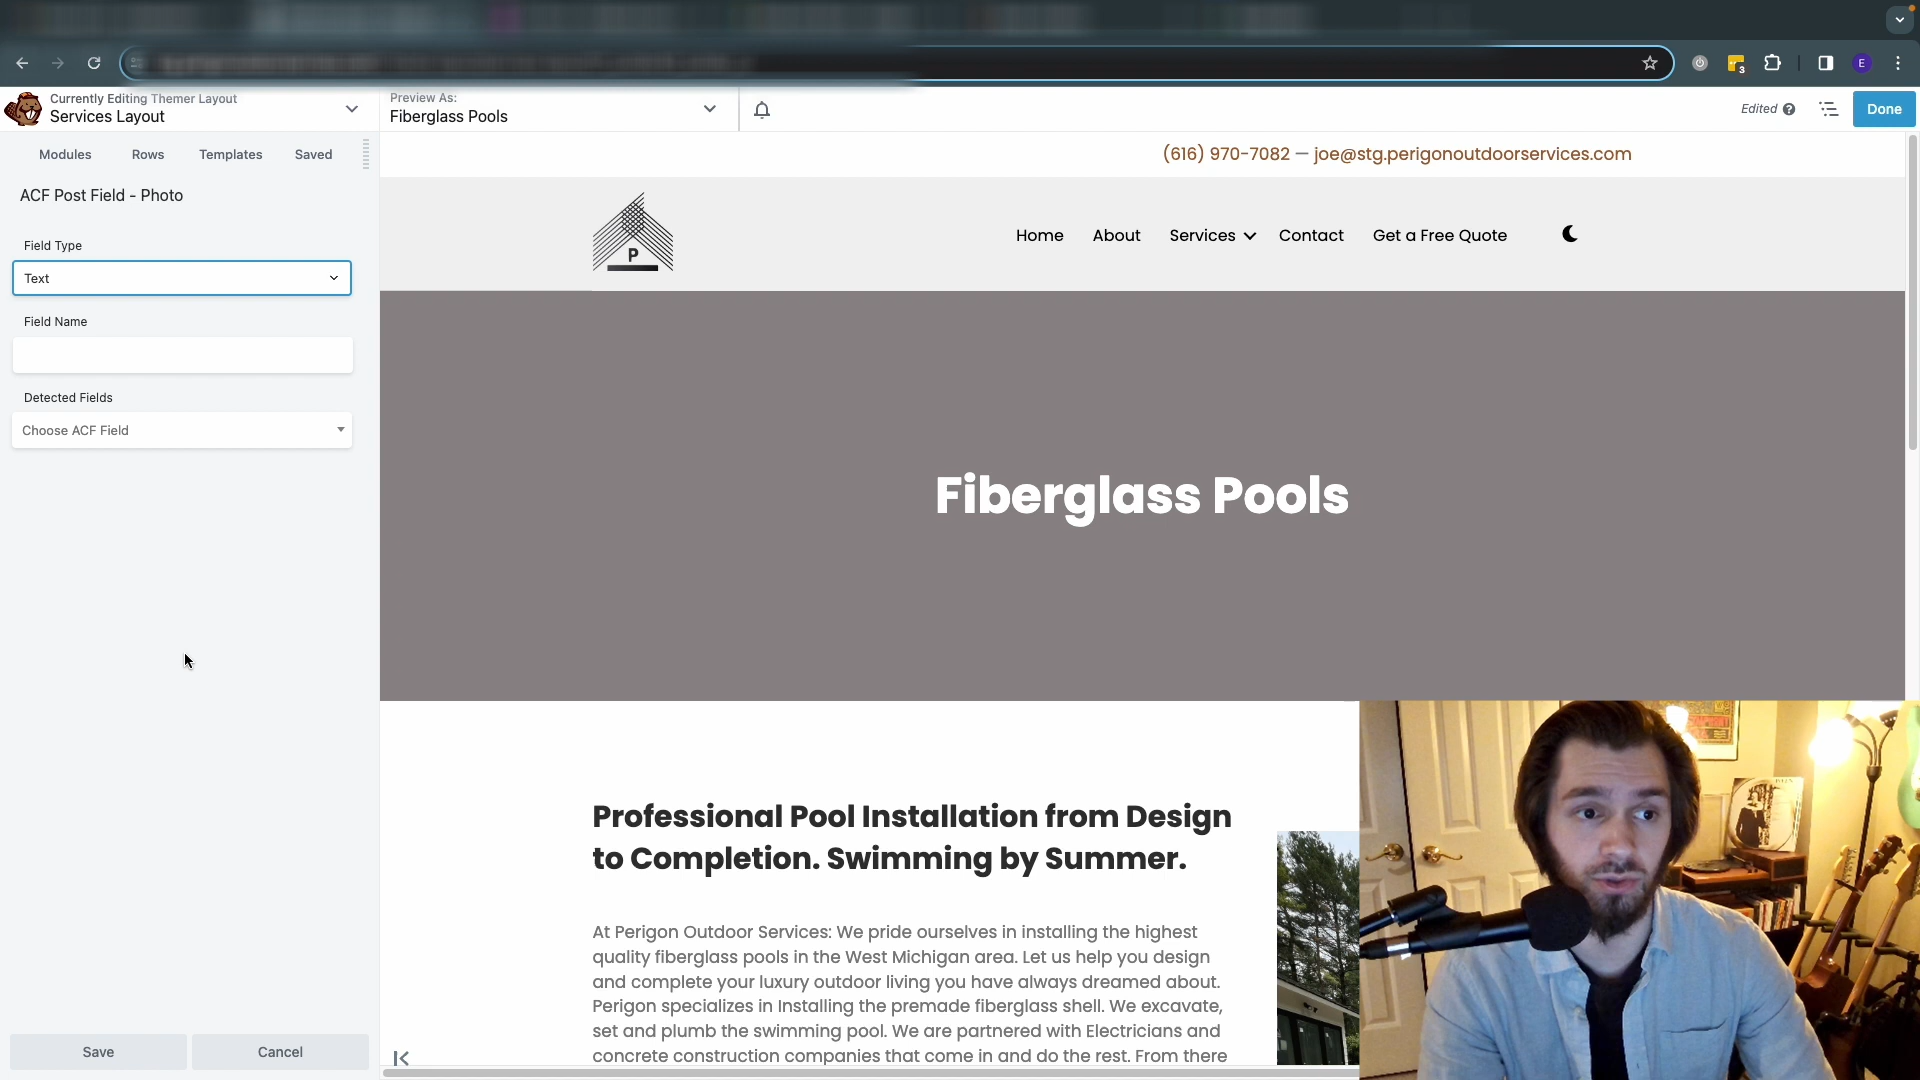 Currently Editing Themer Layout
Services Layout
Preview As:
Fiberglass Pools
Edited
Done
3
E
Modules
Rows
Templates
Saved
ACF Post Field - Photo
Field Type
Text
Field Name
Detected Fields
Choose ACF Field
Save
Cancel
(616) 970-7082 — joe@stg.perigonoutdoorservices.com
P
Home
About
Services
Contact
Get a Free Quote
Fiberglass Pools
Professional Pool Installation from Design
to Completion. Swimming by Summer.
At Perigon Outdoor Services: We pride ourselves in installing the highest
quality fiberglass pools in the West Michigan area. Let us help you design
and complete your luxury outdoor living you have always dreamed about.
Perigon specializes in Installing the premade fiberglass shell. We excavate,
set and plumb the swimming pool. We are partnered with Electricians and
concrete construction companies that come in and do the rest. From there